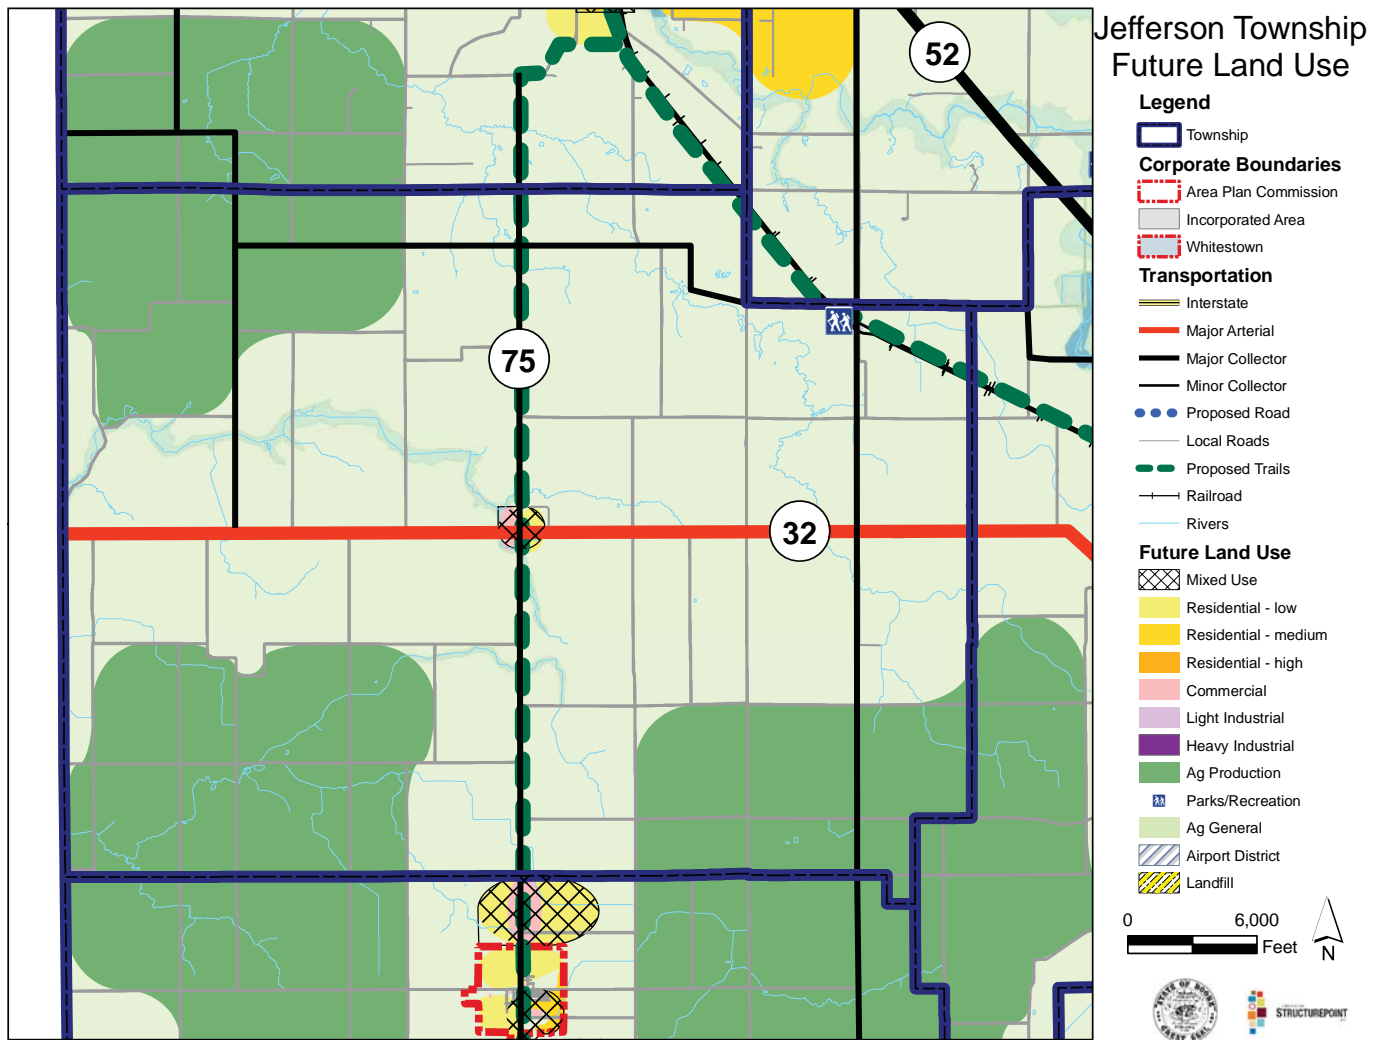 Jefferson Township
Future Land Use
Legend
Township
Corporate Boundaries
Area Plan Commission
Incorporated Area
Whitestown
Transportation
Interstate
Major Arterial
Major Collector
Minor Collector
Proposed Road
Local Roads
Proposed Trails
Railroad
Rivers
Future Land Use
Mixed Use
Residential - low
Residential - medium
Residential - high
Commercial
Light Industrial
Heavy Industrial
Ag Production
Parks/Recreation
Ag General
Airport District
Landfill
0 6,000
Feet
N
STATE OF BOONE
STRUCTUREPOINT
52
75
32